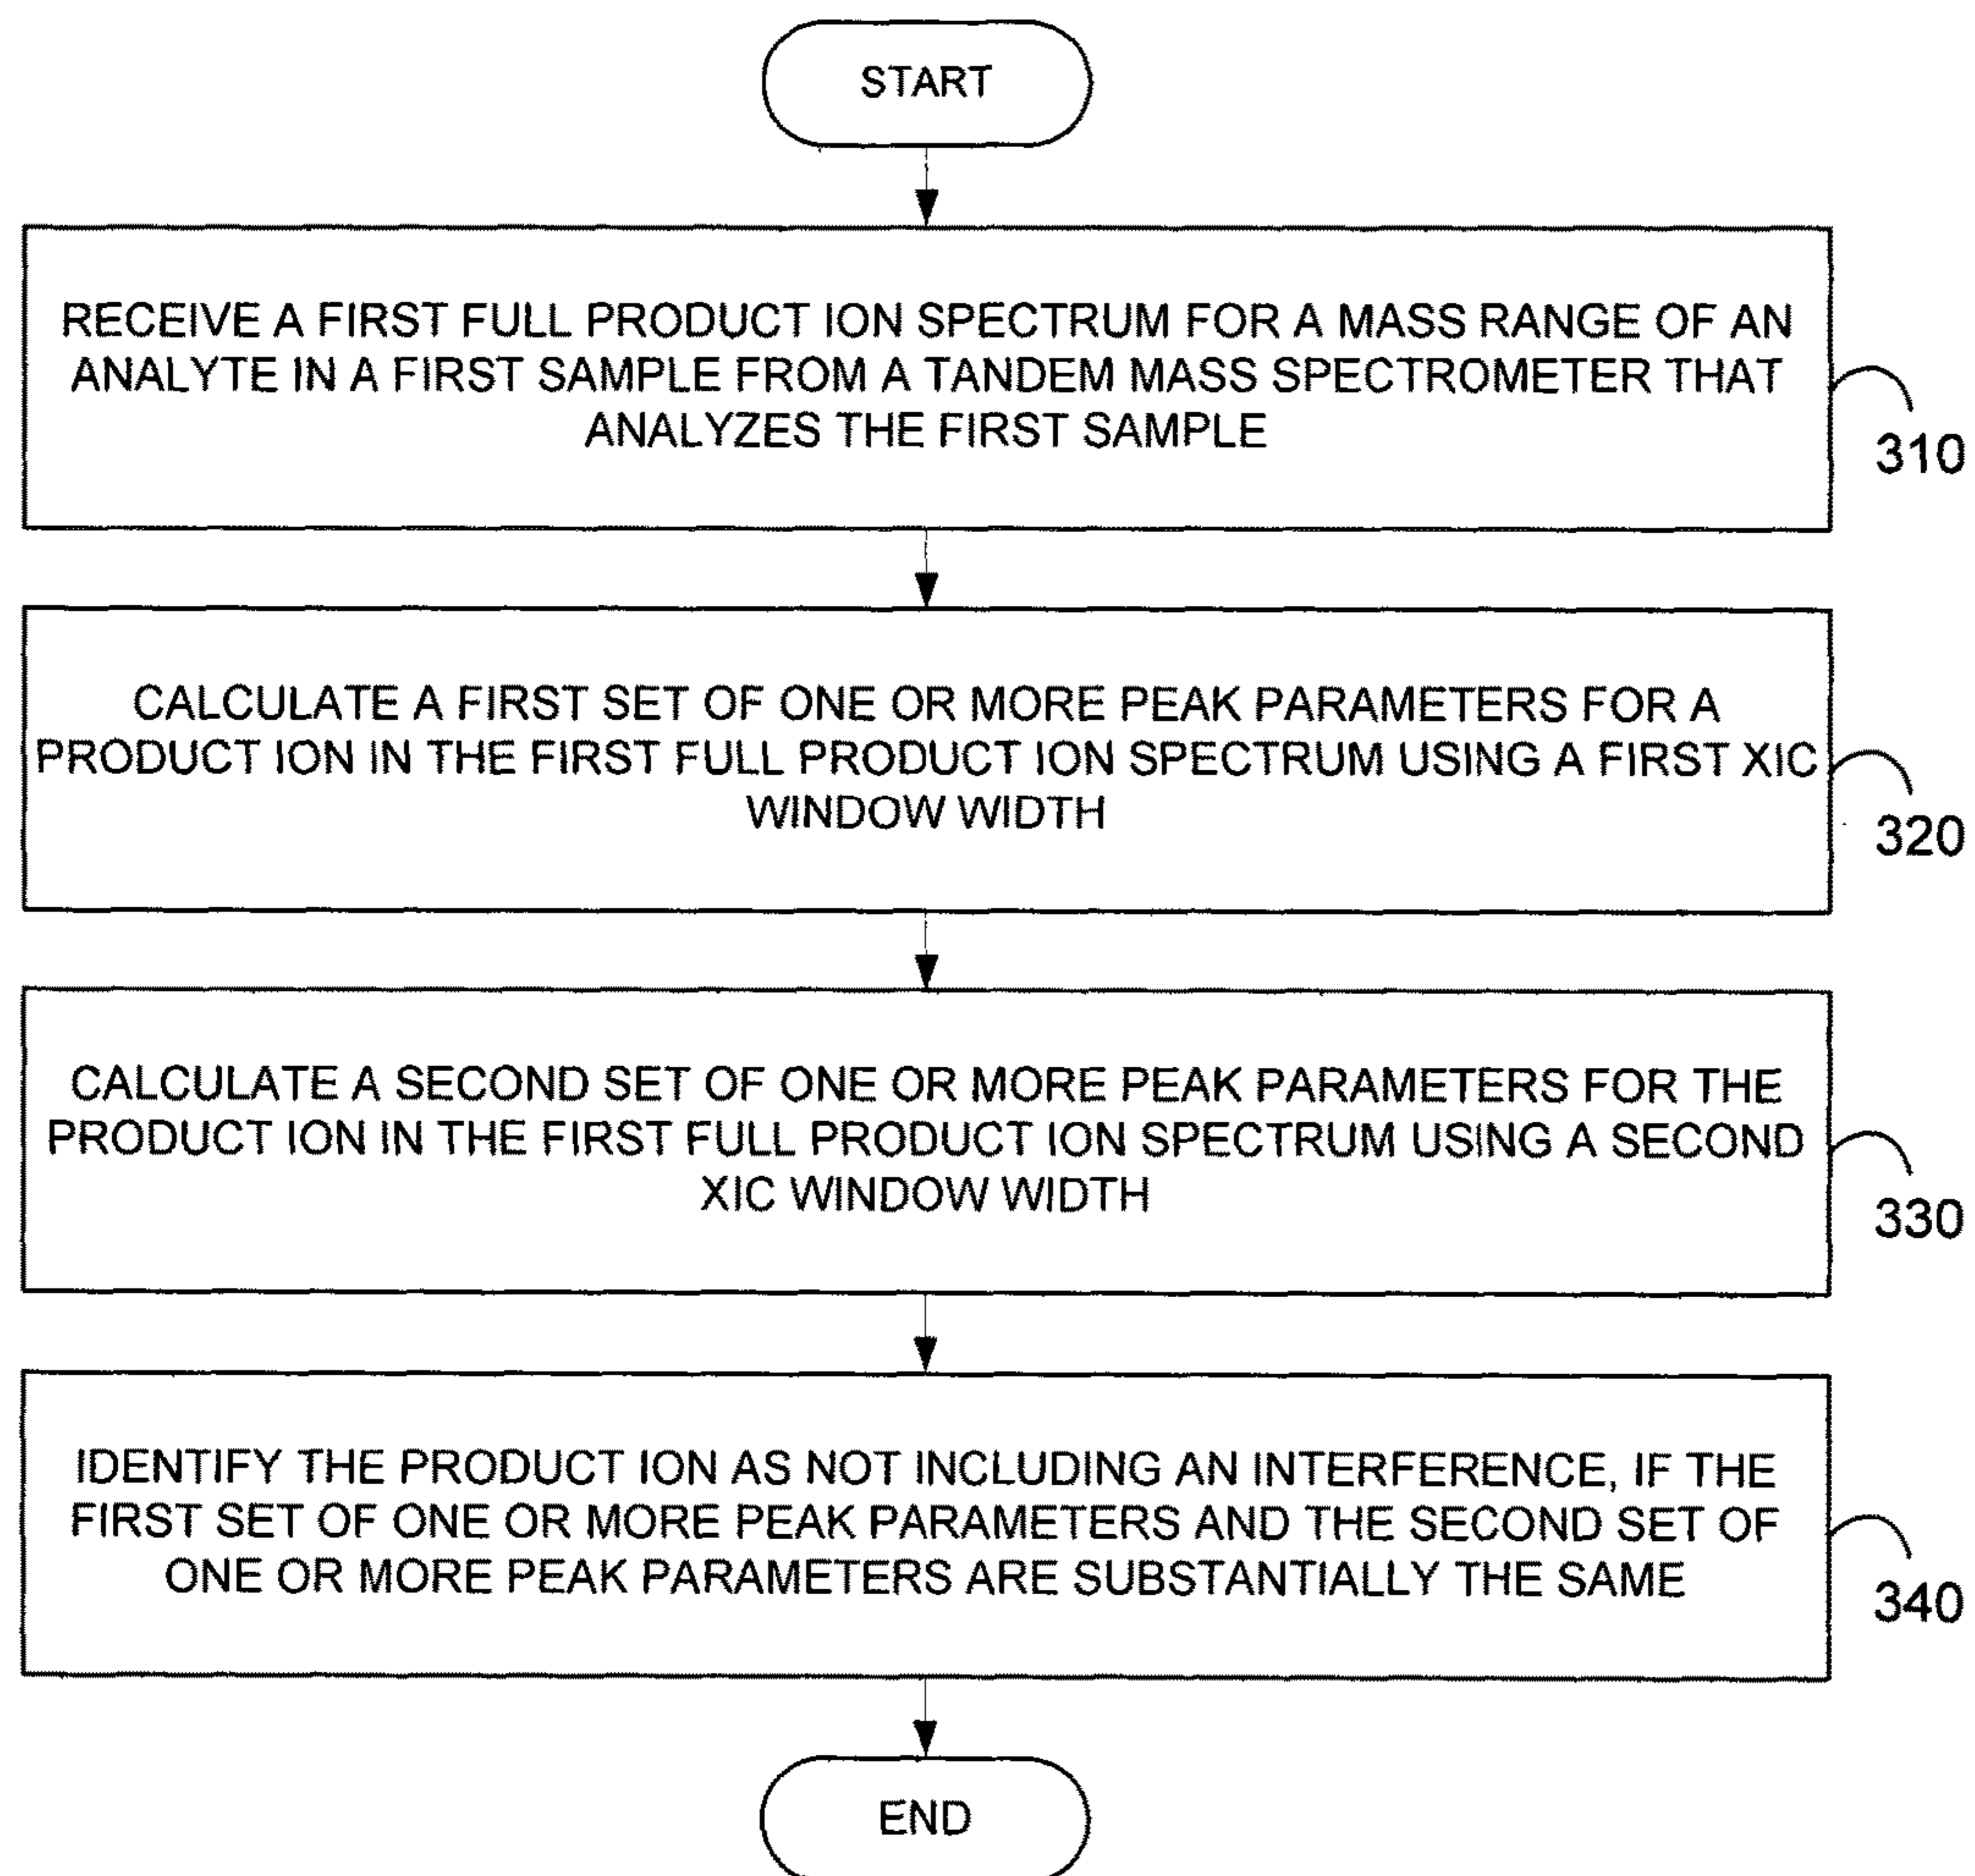 START
RECEIVE A FIRST FULL PRODUCT ION SPECTRUM FOR A MASS RANGE OF AN
ANALYTE IN A FIRST SAMPLE FROM A TANDEM MASS SPECTROMETER THAT
ANALYZES THE FIRST SAMPLE
310
CALCULATE A FIRST SET OF ONE OR MORE PEAK PARAMETERS FOR A
PRODUCT ION IN THE FIRST FULL PRODUCT ION SPECTRUM USING A FIRST XIC
WINDOW WIDTH
320
CALCULATE A SECOND SET OF ONE OR MORE PEAK PARAMETERS FOR THE
PRODUCT ION IN THE FIRST FULL PRODUCT ION SPECTRUM USING A SECOND
XIC WINDOW WIDTH
330
IDENTIFY THE PRODUCT ION AS NOT INCLUDING AN INTERFERENCE, IF THE
FIRST SET OF ONE OR MORE PEAK PARAMETERS AND THE SECOND SET OF
ONE OR MORE PEAK PARAMETERS ARE SUBSTANTIALLY THE SAME
340
END